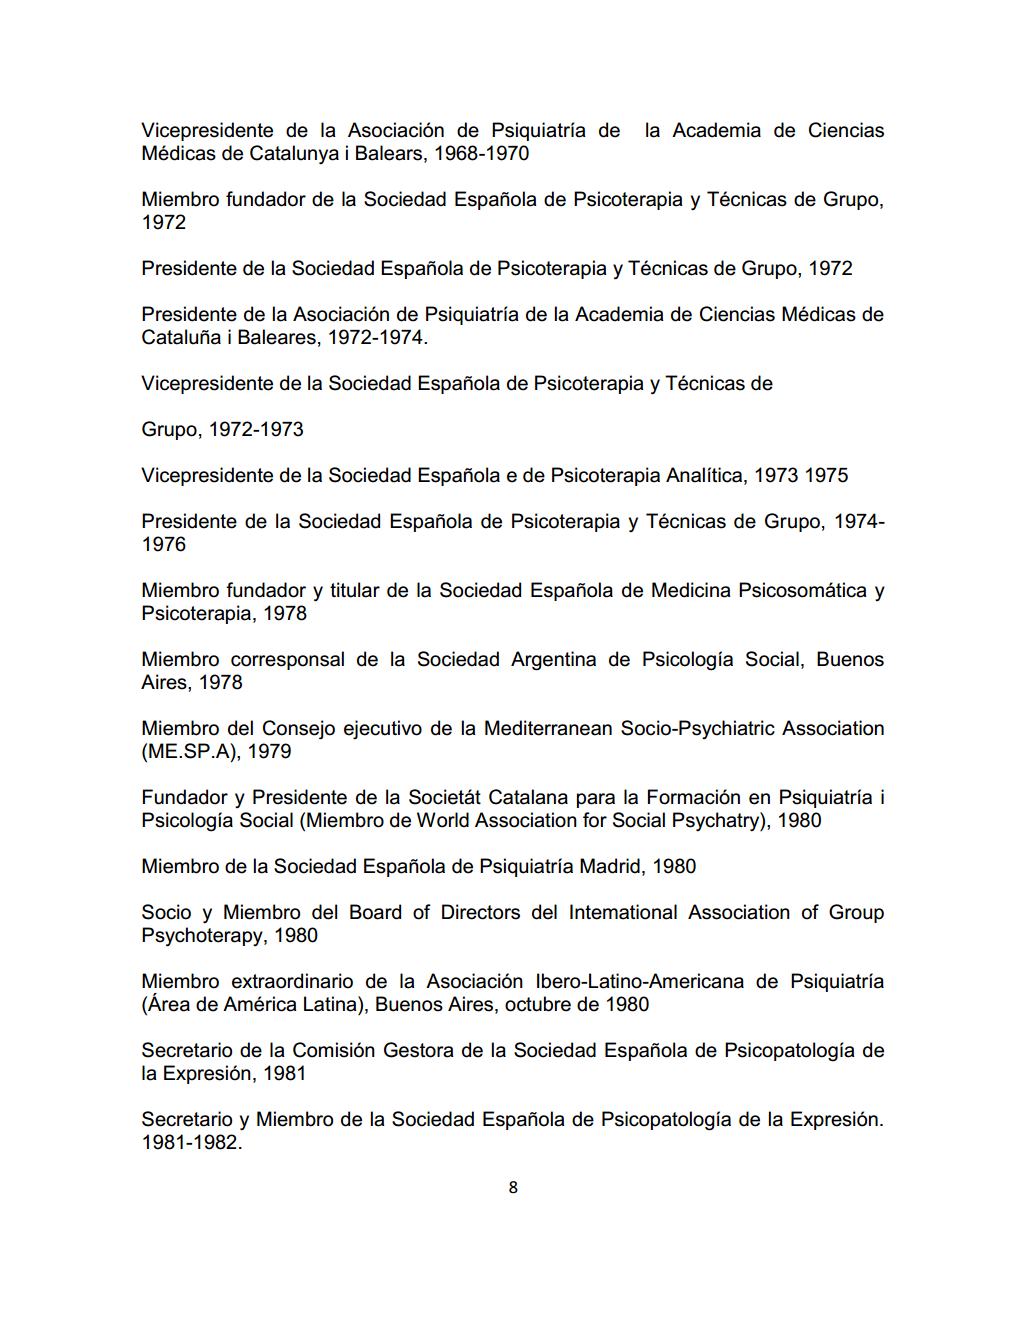 Vicepresidente de la Asociación de Psiquiatría de la Academia de Ciencias
Médicas de Catalunya i Balears, 1968-1970
Miembro fundador de la Sociedad Española de Psicoterapia y Técnicas de Grupo,
1972
Presidente de la Sociedad Española de Psicoterapia y Técnicas de Grupo, 1972
Presidente de la Asociación de Psiquiatría de la Academia de Ciencias Médicas de
Cataluña i Baleares, 1972-1974.
Vicepresidente de la Sociedad Española de Psicoterapia y Técnicas de
Grupo, 1972-1973
Vicepresidente de la Sociedad Española e de Psicoterapia Analítica, 1973 1975
Presidente de la Sociedad Española de Psicoterapia y Técnicas de Grupo, 1974-
1976
Miembro fundador y titular de la Sociedad Española de Medicina Psicosomática y
Psicoterapia, 1978
Miembro corresponsal de la Sociedad Argentina de Psicología Social, Buenos
Aires, 1978
Miembro del Consejo ejecutivo de la Mediterranean Socio-Psychiatric Association
(ME.SP.A), 1979
Fundador y Presidente de la Societát Catalana para la Formación en Psiquiatría i
Psicología Social (Miembro de World Association for Social Psychatry), 1980
Miembro de la Sociedad Española de Psiquiatría Madrid, 1980
Socio y Miembro del Board of Directors del International Association of Group
Psychoterapy, 1980
Miembro extraordinario de la Asociación Ibero-Latino-Americana de Psiquiatría
(Área de América Latina), Buenos Aires, octubre de 1980
Secretario de la Comisión Gestora de la Sociedad Española de Psicopatología de
la Expresión, 1981
Secretario y Miembro de la Sociedad Española de Psicopatología de la Expresión.
1981-1982.
8